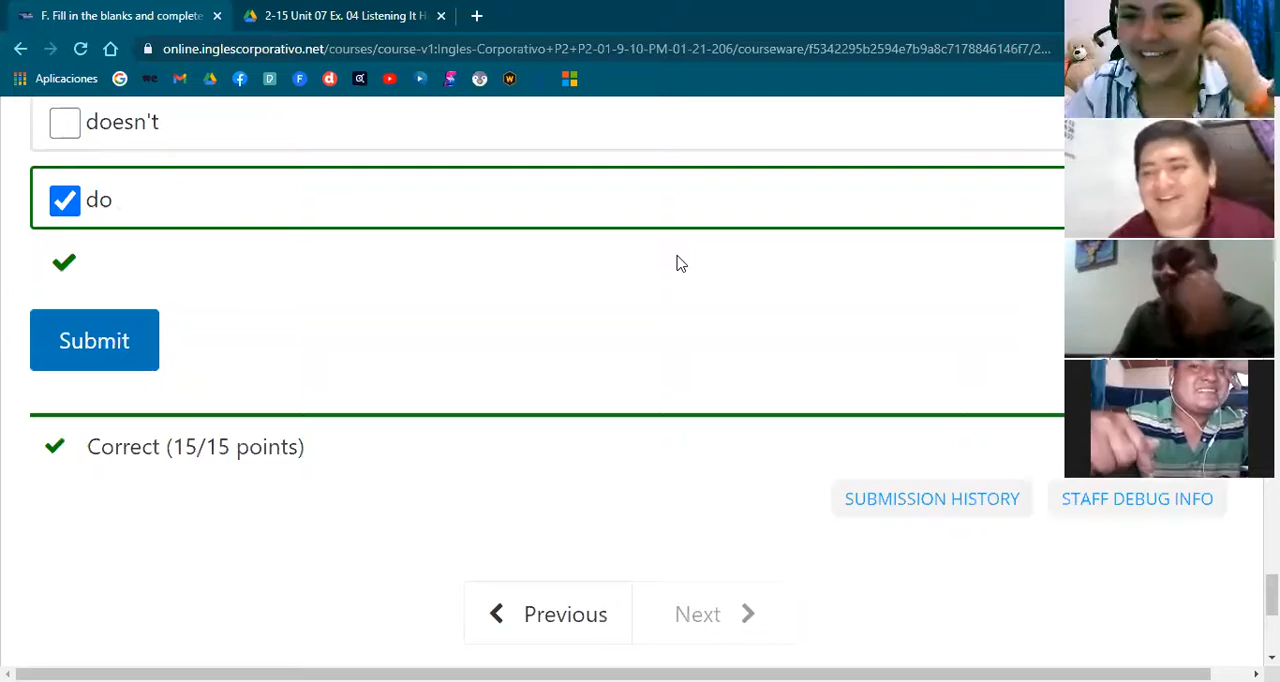 F. Fill in the blanks and complete
2-15 Unit 07 Ex. 04 Listening It H
online.inglescorporativo.net/courses/course-v1:Ingles-Corporativo+P2+P2-01-9-10-PM-01-21-206/courseware/f5342295b2594e7b9a8c7178846146f7/2...
Aplicaciones
doesn't
do
Submit
Correct (15/15 points)
SUBMISSION HISTORY STAFF DEBUG INFO
Previous Next